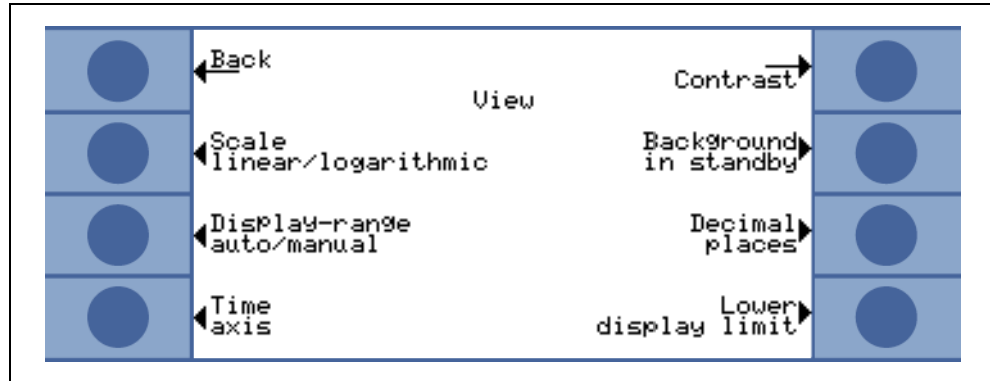 Back
Contrast
View
Scale
linear/logarithmic
Background
in standby
Display-range
auto/manual
Decimal
places
Time
axis
Lower
display limit